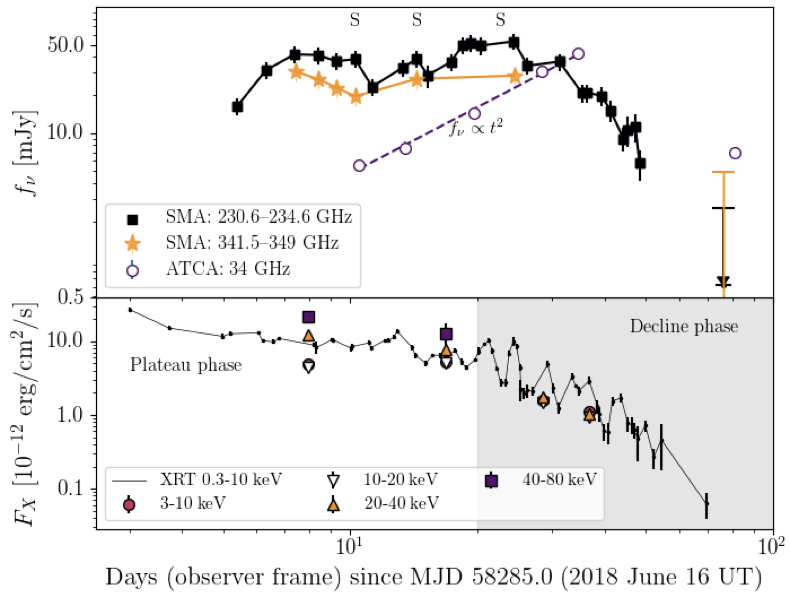 S S S
50.0
10.0
0.5
f_ν [mJy]
f_ν ∝ t²
SMA: 230.6–234.6 GHz
SMA: 341.5–349 GHz
ATCA: 34 GHz
10.0
1.0
0.1
F_X [10⁻¹² erg/cm²/s]
Plateau phase
Decline phase
XRT 0.3-10 keV
3-10 keV
10-20 keV
20-40 keV
40-80 keV
10¹ 10²
Days (observer frame) since MJD 58285.0 (2018 June 16 UT)